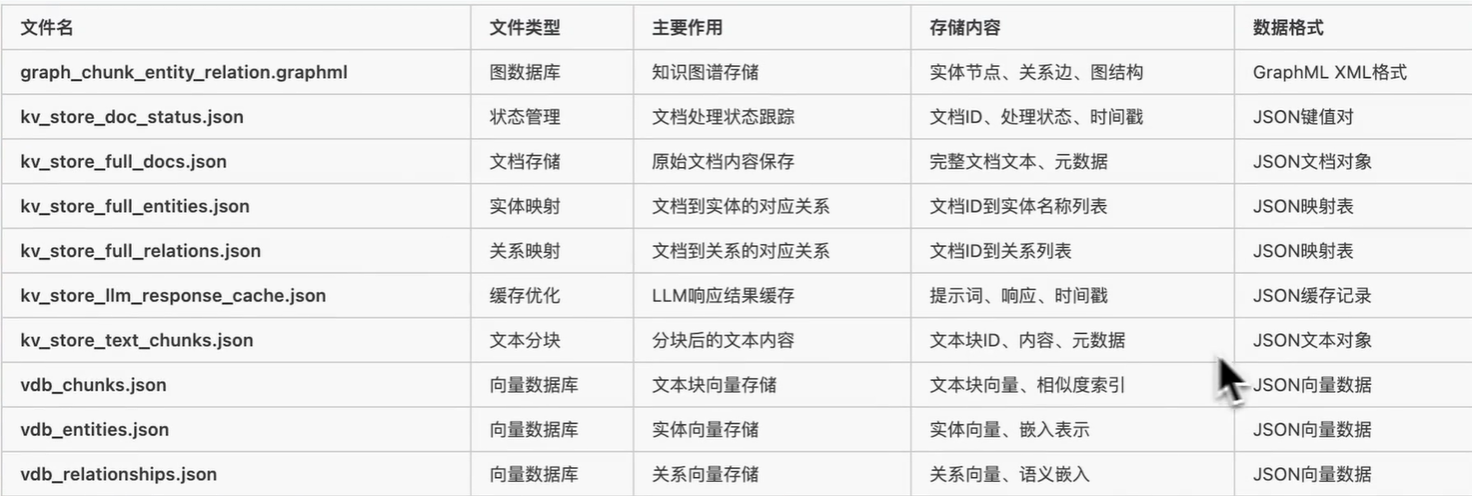 文件名 文件类型 主要作用 存储内容 数据格式
graph_chunk_entity_relation.graphml 图数据库 知识图谱存储 实体节点、关系边、图结构 GraphML XML格式
kv_store_doc_status.json 状态管理 文档处理状态跟踪 文档ID、处理状态、时间戳 JSON键值对
kv_store_full_docs.json 文档存储 原始文档内容保存 完整文档文本、元数据 JSON文档对象
kv_store_full_entities.json 实体映射 文档到实体的对应关系 文档ID到实体名称列表 JSON映射表
kv_store_full_relations.json 关系映射 文档到关系的对应关系 文档ID到关系列表 JSON映射表
kv_store_llm_response_cache.json 缓存优化 LLM响应结果缓存 提示词、响应、时间戳 JSON缓存记录
kv_store_text_chunks.json 文本分块 分块后的文本内容 文本块ID、内容、元数据 JSON文本对象
vdb_chunks.json 向量数据库 文本块向量存储 文本块向量、相似度索引 JSON向量数据
vdb_entities.json 向量数据库 实体向量存储 实体向量、嵌入表示 JSON向量数据
vdb_relationships.json 向量数据库 关系向量存储 关系向量、语义嵌入 JSON向量数据